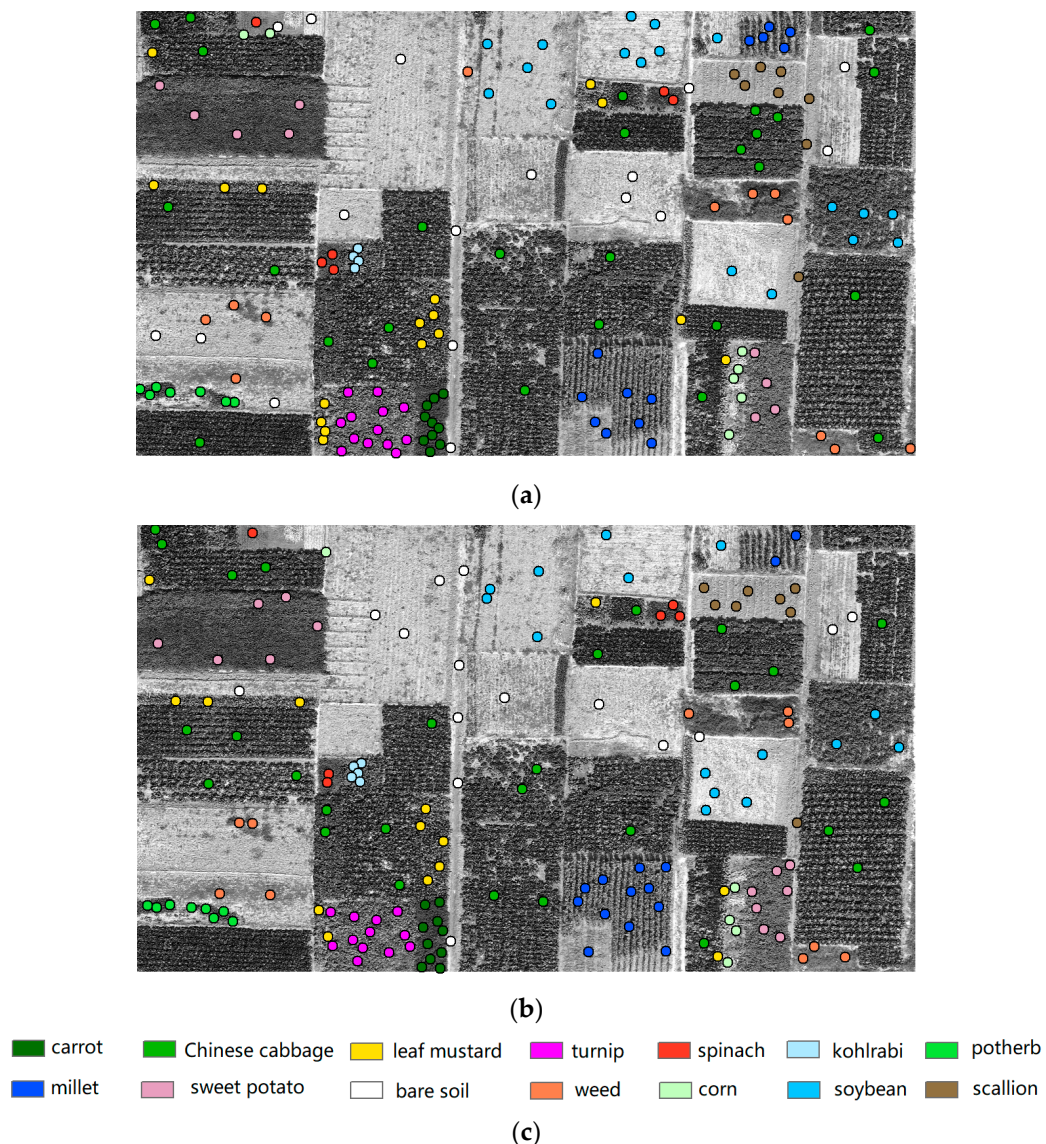 (a)
(b)
carrot Chinese cabbage leaf mustard turnip spinach kohlrabi potherb
millet sweet potato bare soil weed corn soybean scallion
(c)